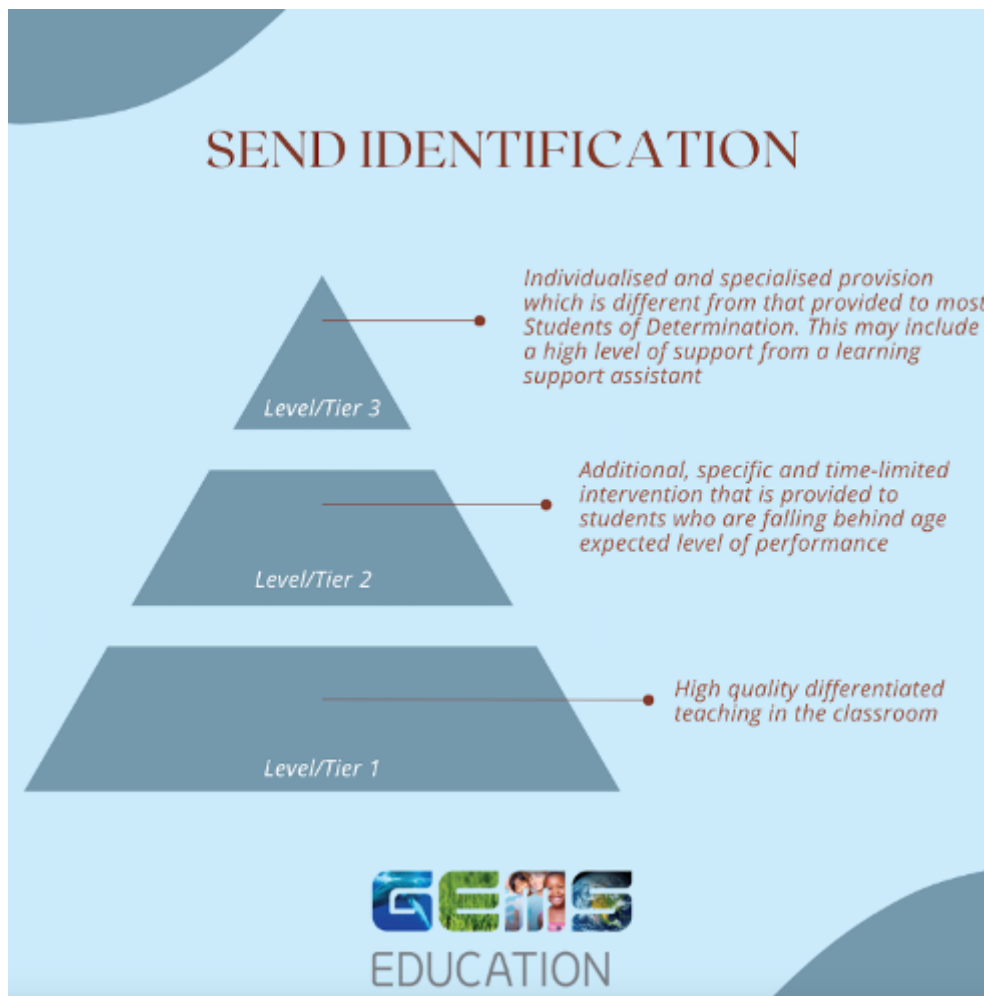 SEND IDENTIFICATION
Individualised and specialised provision
which is different from that provided to most
Students of Determination. This may include
a high level of support from a learning
support assistant
Level/Tier 3
Additional, specific and time-limited
intervention that is provided to
students who are falling behind age
expected level of performance
Level/Tier 2
High quality differentiated
teaching in the classroom
Level/Tier 1
GEMS
EDUCATION